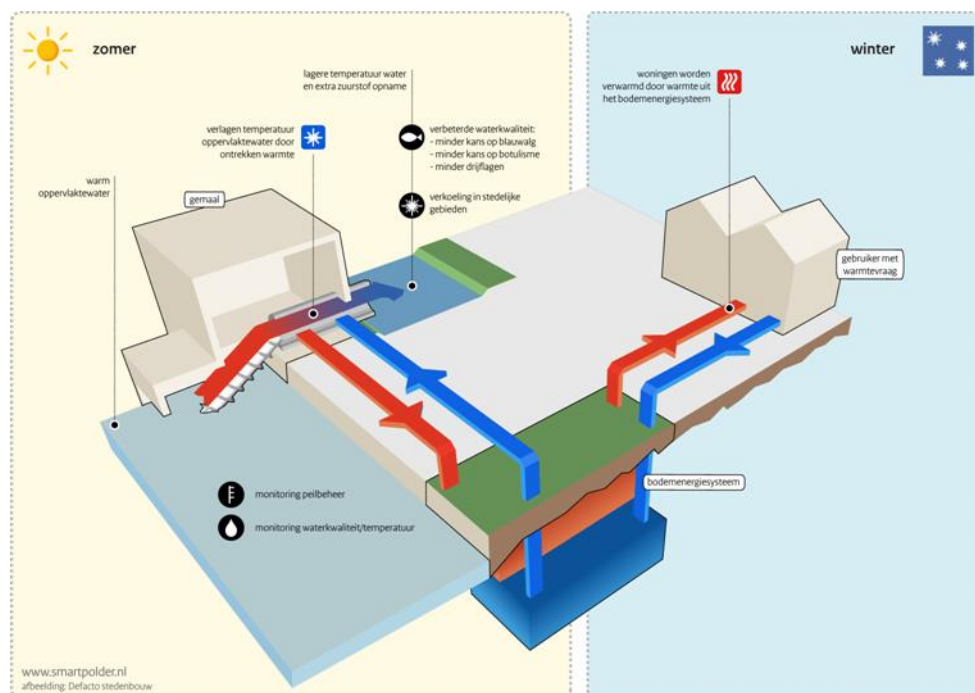 zomer
winter
lagere temperatuur water
en extra zuurstof opname
woningen worden
verwarmd door warmte uit
het bodemenergiesysteem
verlagen temperatuur
oppervlaktewater door
ontrekken warmte
verbeterde waterkwaliteit:
- minder kans op blauwalg
- minder kans op botulisme
- minder drijflagen
warm
oppervlaktewater
gemaal
verkoeling in stedelijke
gebieden
gebruiker met
warmtevraag
bodemenergiesysteem
monitoring peilbeheer
monitoring waterkwaliteit/temperatuur
www.smartpolder.nl
afbeelding: Defacto stedenbouw